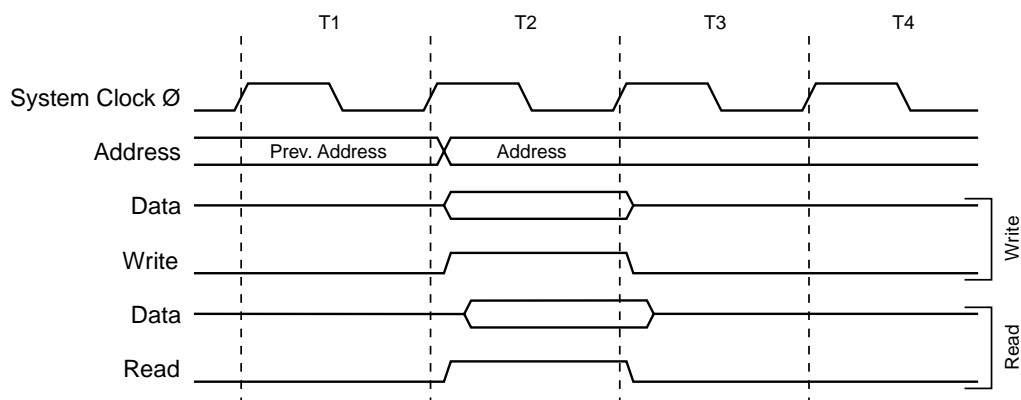 T1 T2 T3 T4
System Clock Ø
Address Prev. Address Address
Data
Write
Write
Data
Read
Read